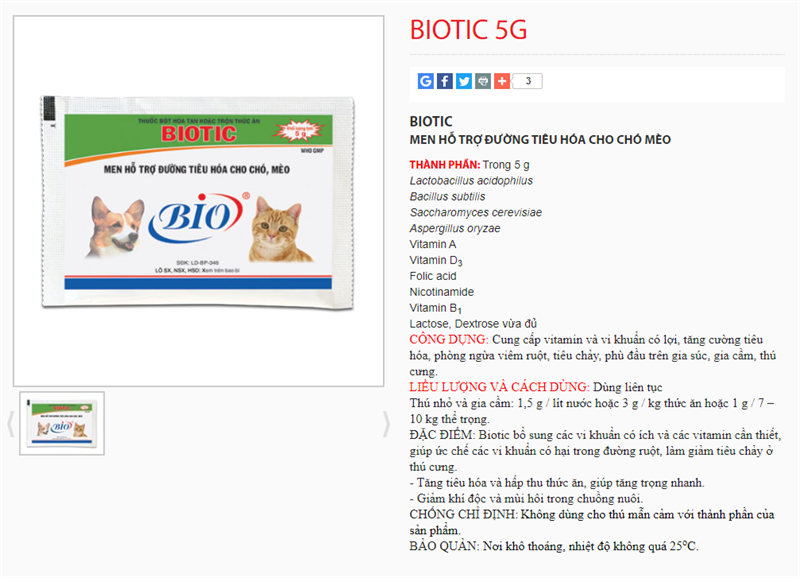 BIOTIC 5G
3
THUỐC BỘT HÒA TAN HOẶC TRỘN THỨC ĂN
BIOTIC
Khối lượng tịnh
5 g
NHÓ GMP
MEN HỖ TRỢ ĐƯỜNG TIÊU HÓA CHO CHÓ, MÈO
BIO®
SĐK: LD-BP-346
LÔ SX, NSX, HSD: Xem trên bao bì
BIOTIC
MEN HỖ TRỢ ĐƯỜNG TIÊU HÓA CHO CHÓ MÈO
THÀNH PHẦN: Trong 5 g
Lactobacillus acidophilus
Bacillus subtilis
Saccharomyces cerevisiae
Aspergillus oryzae
Vitamin A
Vitamin D3
Folic acid
Nicotinamide
Vitamin B1
Lactose, Dextrose vừa đủ
CÔNG DỤNG: Cung cấp vitamin và vi khuẩn có lợi, tăng cường tiêu
hóa, phòng ngừa viêm ruột, tiêu chảy, phù đầu trên gia súc, gia cầm, thú
cưng.
LIỀU LƯỢNG VÀ CÁCH DÙNG: Dùng liên tục
Thú nhỏ và gia cầm: 1,5 g / lít nước hoặc 3 g / kg thức ăn hoặc 1 g / 7 –
10 kg thể trọng.
ĐẶC ĐIỂM: Biotic bổ sung các vi khuẩn có ích và các vitamin cần thiết,
giúp ức chế các vi khuẩn có hại trong đường ruột, làm giảm tiêu chảy ở
thú cưng.
- Tăng tiêu hóa và hấp thu thức ăn, giúp tăng trọng nhanh.
- Giảm khí độc và mùi hôi trong chuồng nuôi.
CHỐNG CHỈ ĐỊNH: Không dùng cho thú mẫn cảm với thành phần của
sản phẩm.
BẢO QUẢN: Nơi khô thoáng, nhiệt độ không quá 25⁰C.